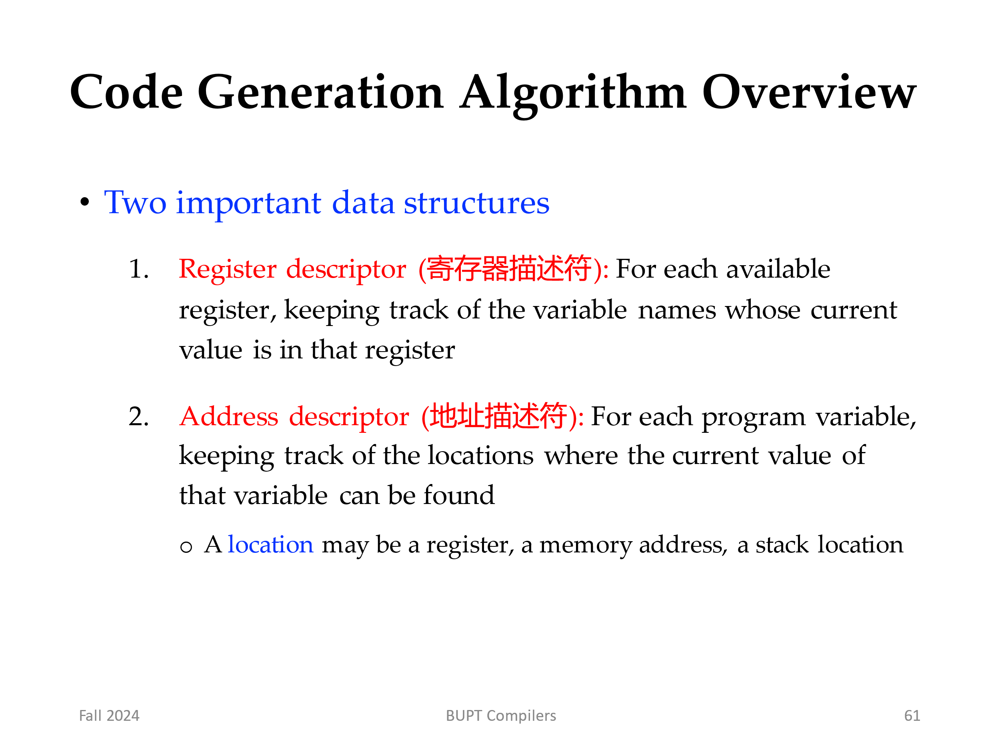 Code Generation Algorithm Overview
• Two important data structures
1. Register descriptor (寄存器描述符): For each available
register, keeping track of the variable names whose current
value is in that register
2. Address descriptor (地址描述符): For each program variable,
keeping track of the locations where the current value of
that variable can be found
○ A location may be a register, a memory address, a stack location
Fall 2024 BUPT Compilers 61